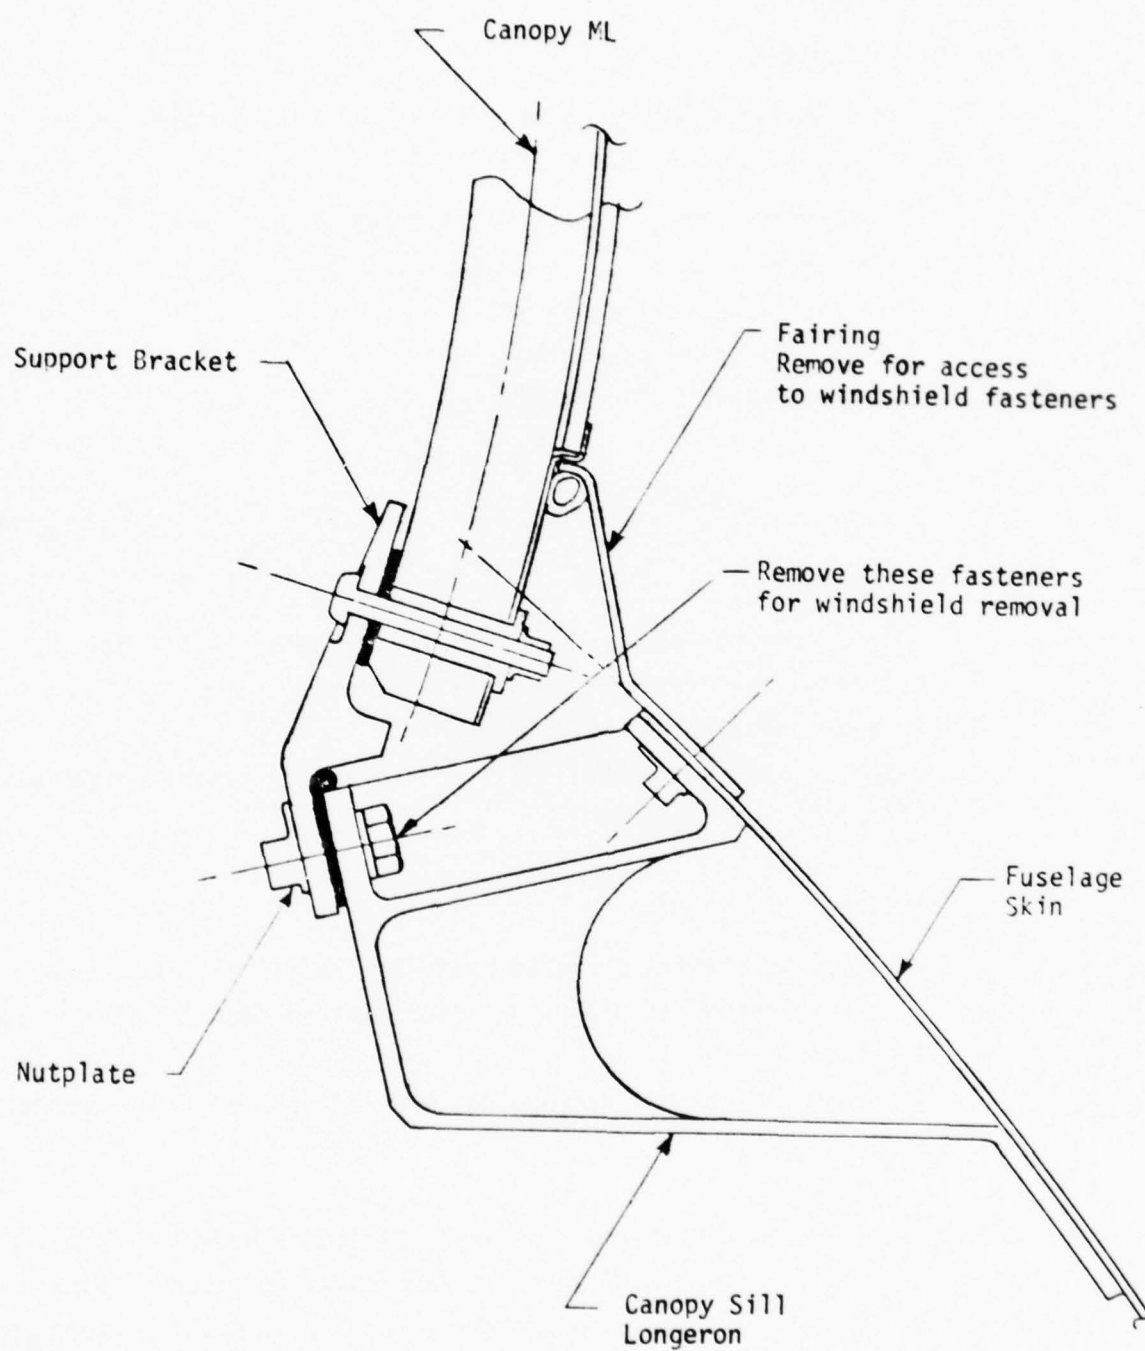 Canopy ML
Fairing
Remove for access
to windshield fasteners
Support Bracket
Remove these fasteners
for windshield removal
Fuselage
Skin
Nutplate
Canopy Sill
Longeron